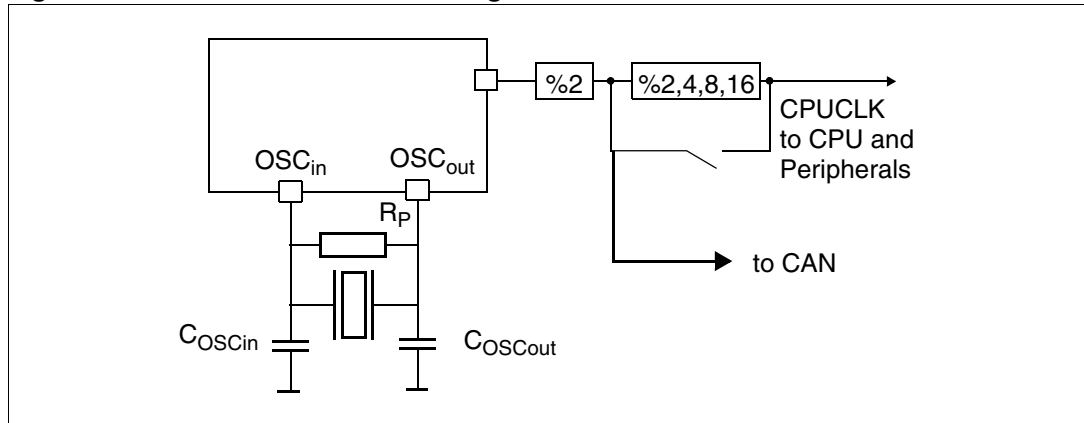 %2
%2,4,8,16
CPUCLK
to CPU and
Peripherals
OSCin
OSCout
RP
to CAN
COSCin
COSCout